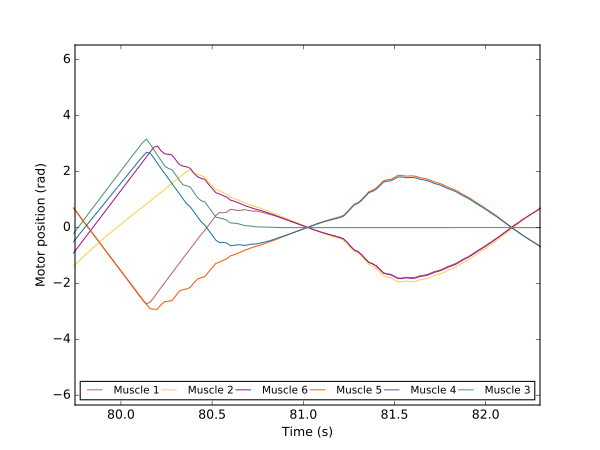 6
4
2
0
−2
−4
−6
Motor position (rad)
Muscle 1 Muscle 2 Muscle 6 Muscle 5 Muscle 4 Muscle 3
80.0 80.5 81.0 81.5 82.0
Time (s)